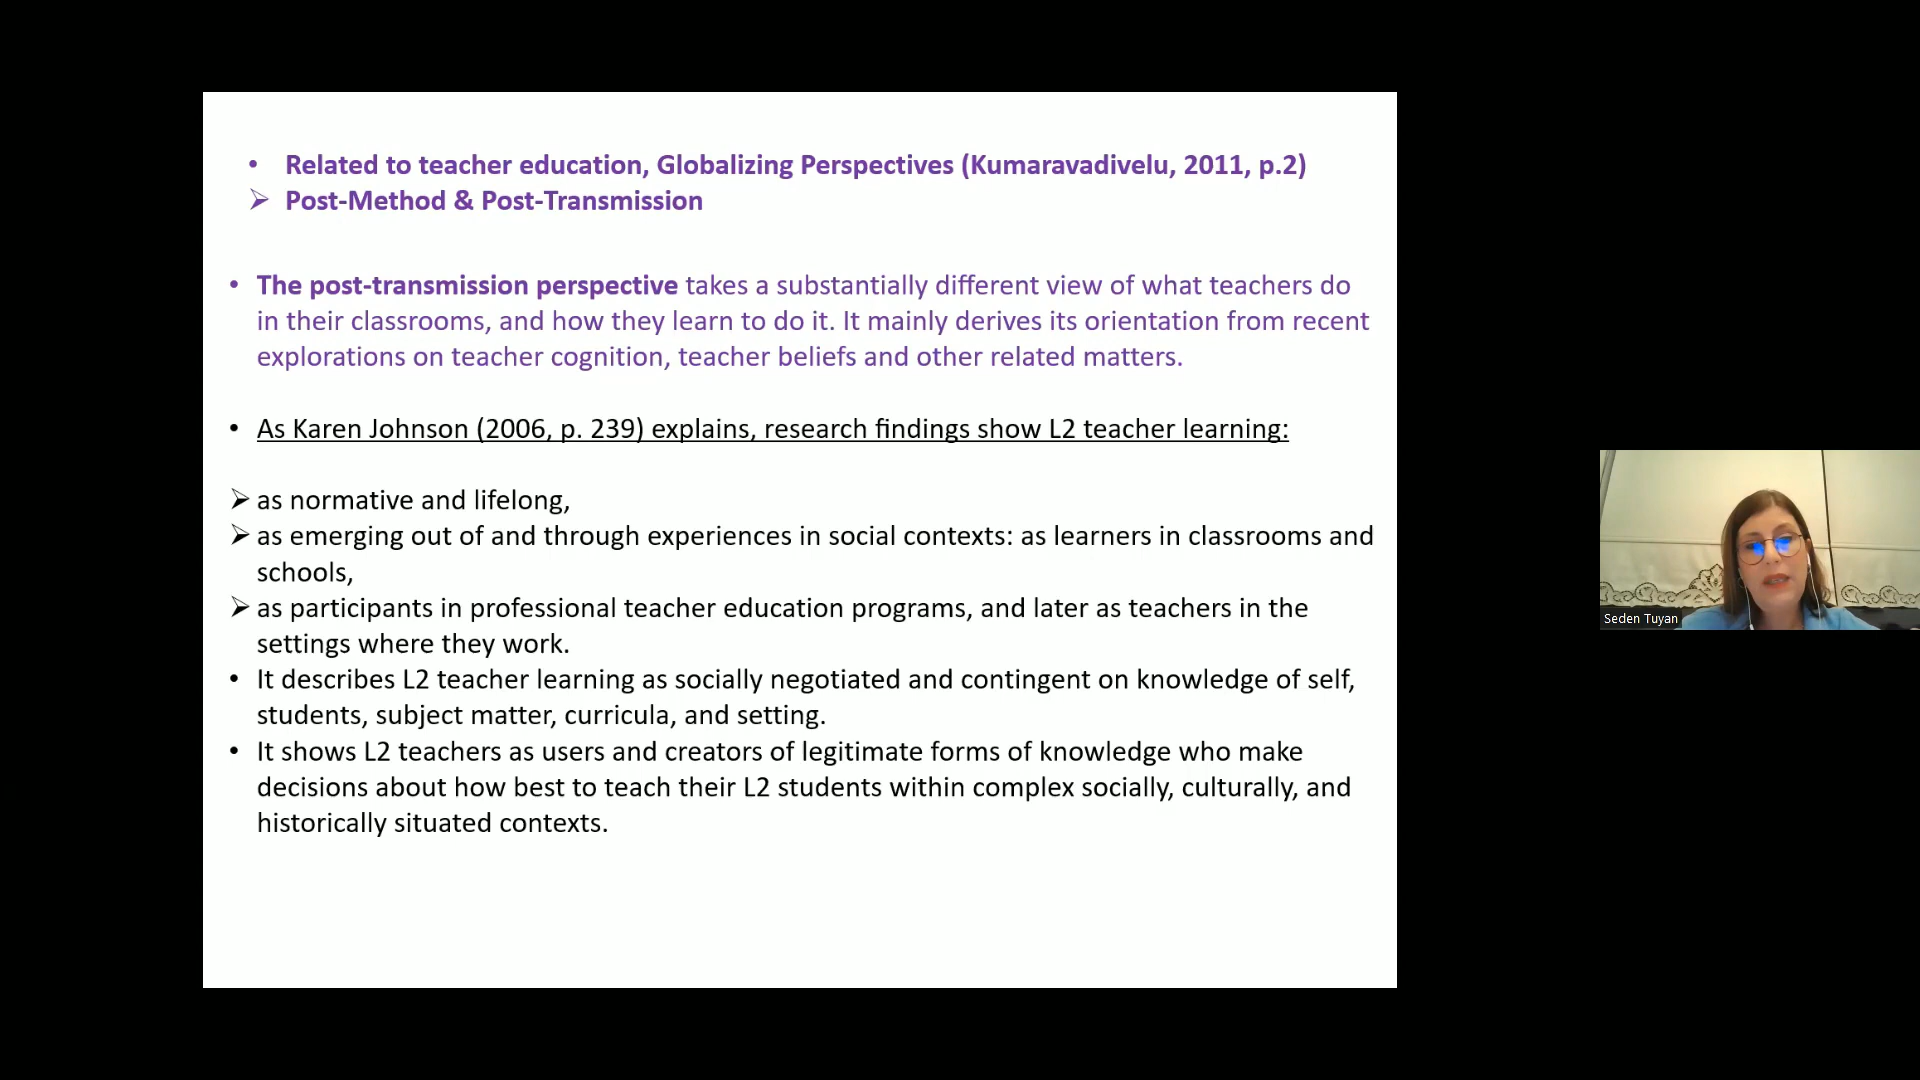 • Related to teacher education, Globalizing Perspectives (Kumaravadivelu, 2011, p.2)
➢ Post-Method & Post-Transmission
• The post-transmission perspective takes a substantially different view of what teachers do
in their classrooms, and how they learn to do it. It mainly derives its orientation from recent
explorations on teacher cognition, teacher beliefs and other related matters.
• As Karen Johnson (2006, p. 239) explains, research findings show L2 teacher learning:
➢ as normative and lifelong,
➢ as emerging out of and through experiences in social contexts: as learners in classrooms and
schools,
➢ as participants in professional teacher education programs, and later as teachers in the
settings where they work.
• It describes L2 teacher learning as socially negotiated and contingent on knowledge of self,
students, subject matter, curricula, and setting.
• It shows L2 teachers as users and creators of legitimate forms of knowledge who make
decisions about how best to teach their L2 students within complex socially, culturally, and
historically situated contexts.
Seden Tuyan